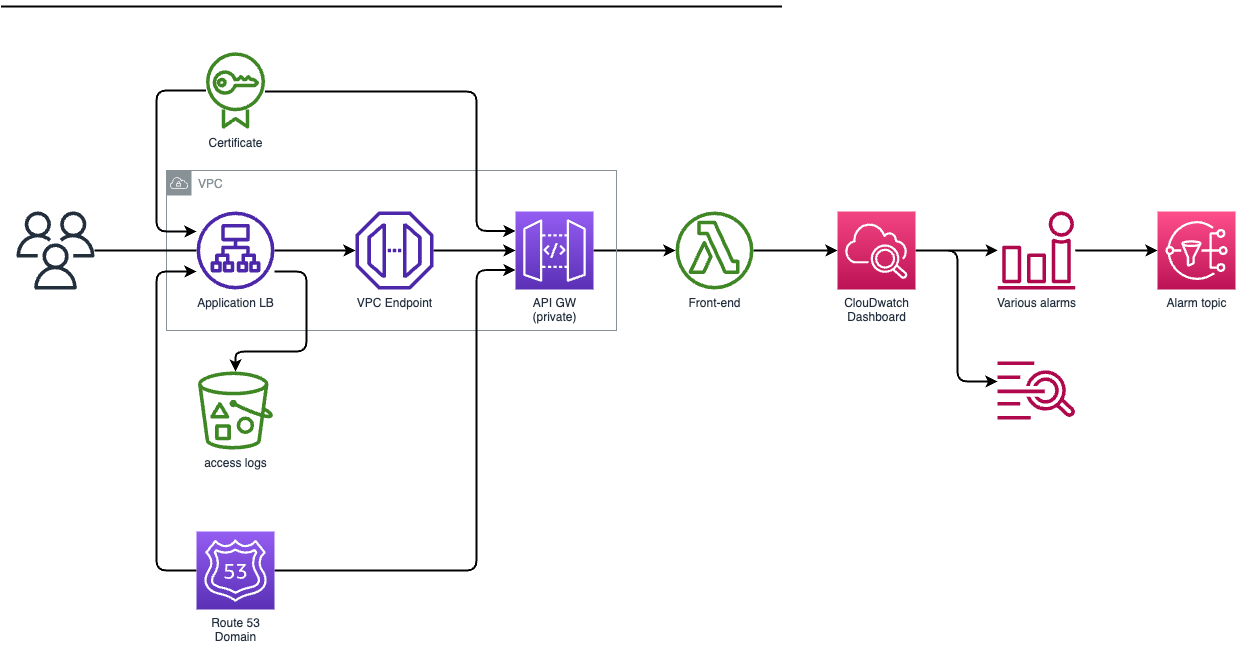 Certificate
VPC
Application LB
VPC Endpoint
</>
API GW
(private)
Front-end
ClouDwatch
Dashboard
Various alarms
Alarm topic
access logs
53
Route 53
Domain